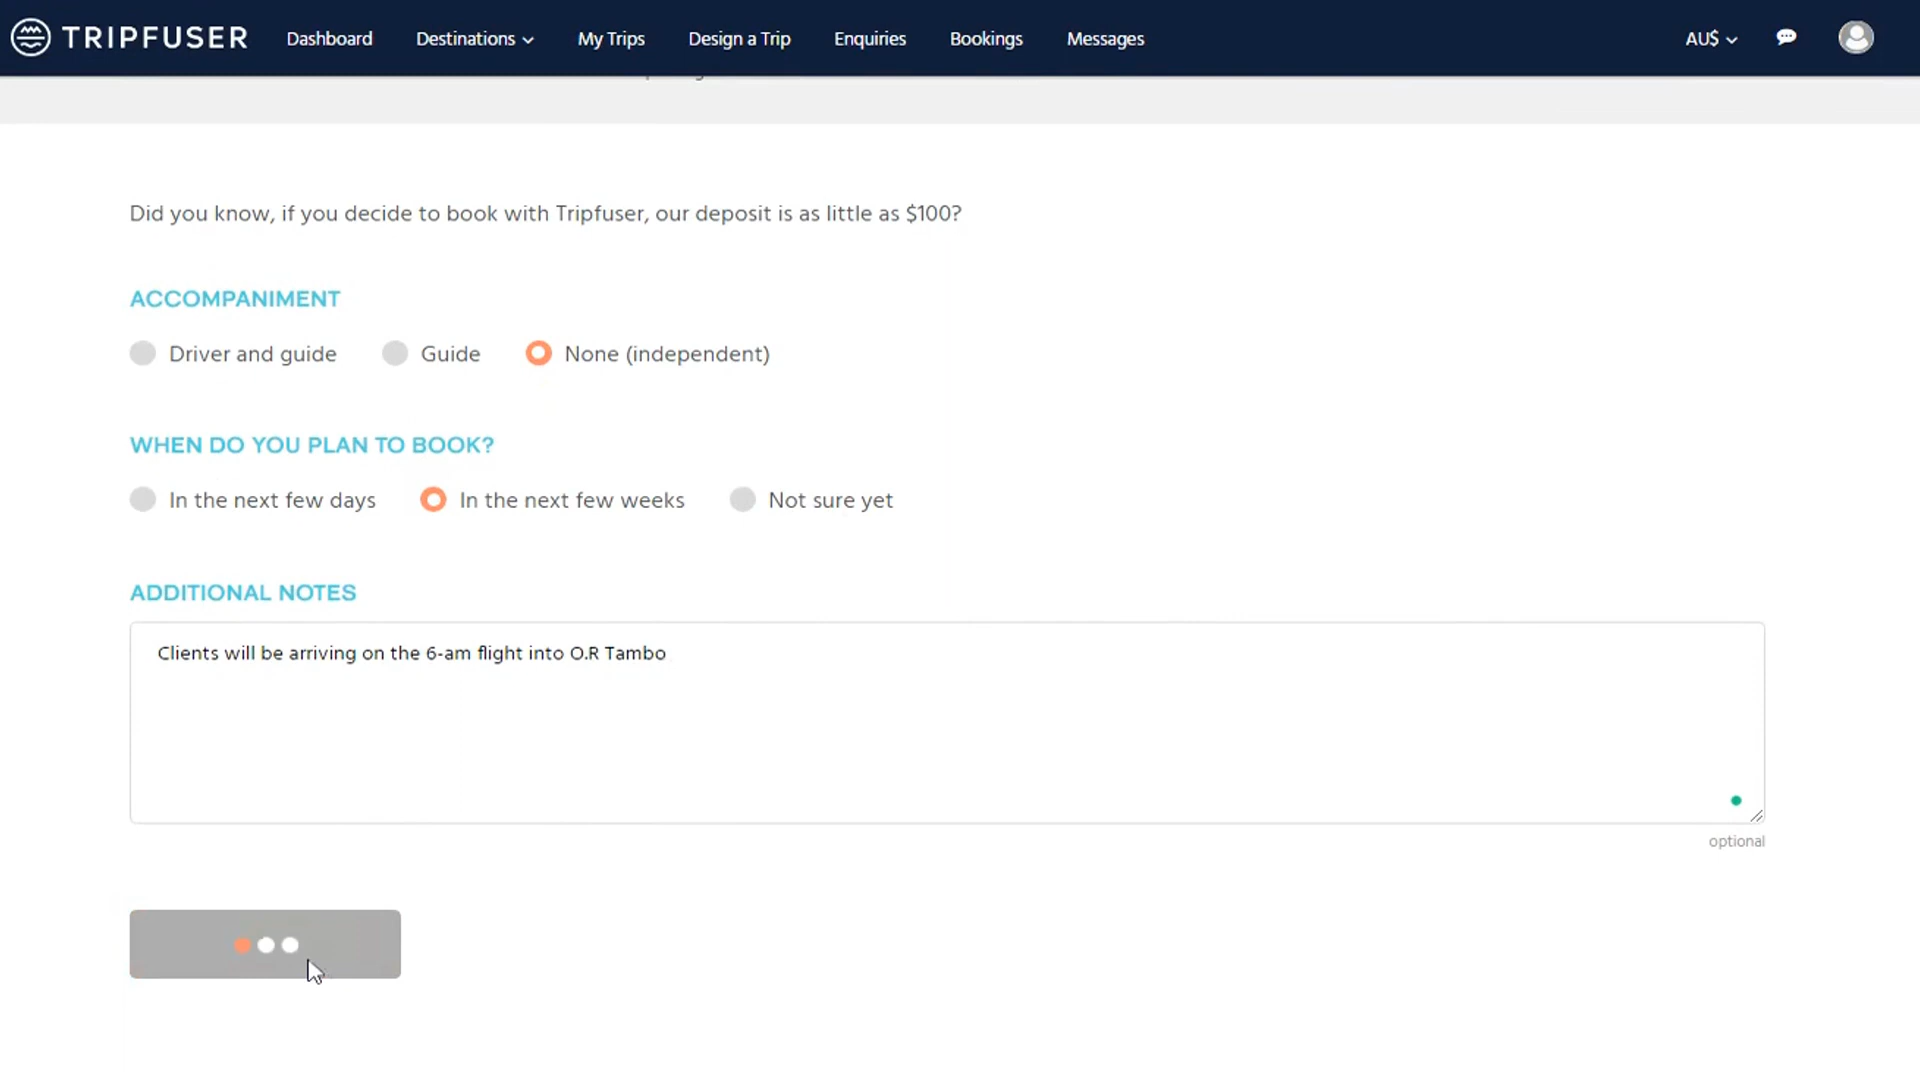 TRIPFUSER Dashboard Destinations My Trips Design a Trip Enquiries Bookings Messages AU$
Did you know, if you decide to book with Tripfuser, our deposit is as little as $100?
ACCOMPANIMENT
Driver and guide Guide None (independent)
WHEN DO YOU PLAN TO BOOK?
In the next few days In the next few weeks Not sure yet
ADDITIONAL NOTES
Clients will be arriving on the 6-am flight into O.R Tambo
optional